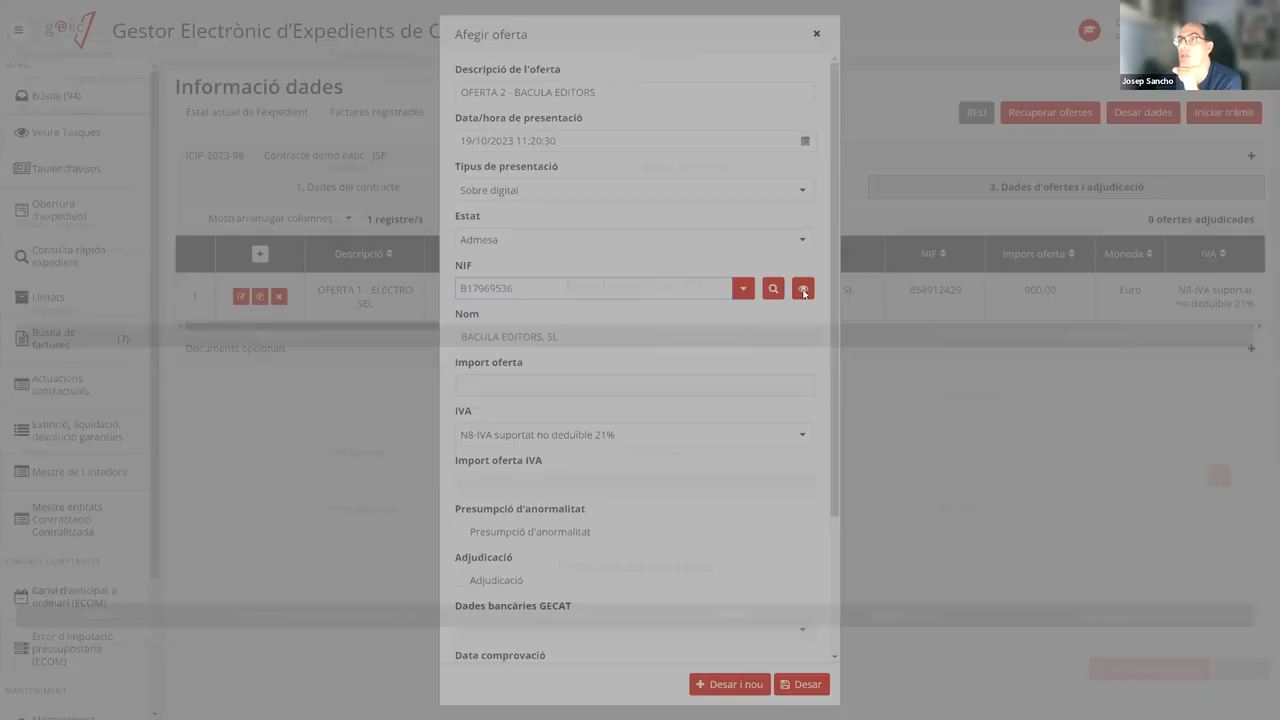 geec
Gestor Electrònic d'Expedients de C
Josep Sancho
MENÚ
Bústia (94)
Veure Tasques
Tauler d'avisos
Obertura
d'expedient
Consulta ràpida
expedient
Llistats
Bústia de
factures
(7)
Actuacions
contractuals
Extinció, liquidació,
devolució garanties
Mestre de Licitadors
Mestre entitats
Contractació
Centralitzada
ELEMENTS COMPTABLES
Canvi d'anticipat a
ordinari (ECOM)
Error d'imputació
pressupostària
(ECOM)
MANTENIMENT
Manteniment
Informació dades
Estat actual de l'expedient
Factures registrades
RELI
Recuperar ofertes
Desar dades
Iniciar tràmit
ICIP-2023-98
Contracte demo eapc - JSP
1. Dades del contracte
3. Dades d'ofertes i adjudicació
Mostrar/amagar columnes
1 registre/s
0 ofertes adjudicades
Descripció
NIF
Import oferta
Moneda
IVA
1
OFERTA 1 - ELECTRO
SEL
SL
B58912429
900,00
Euro
N8-IVA suportat
no deduïble 21%
Documents opcionals
Afegir oferta
Descripció de l'oferta
OFERTA 2 - BACULA EDITORS
Data/hora de presentació
19/10/2023 11:20:30
Tipus de presentació
Sobre digital
Estat
Admesa
NIF
B17969536
Nom
BACULA EDITORS, SL
Import oferta
IVA
N8-IVA suportat no deduïble 21%
Import oferta IVA
Presumpció d'anormalitat
Presumpció d'anormalitat
Adjudicació
Adjudicació
Dades bancàries GECAT
Data comprovació
Desar i nou
Desar